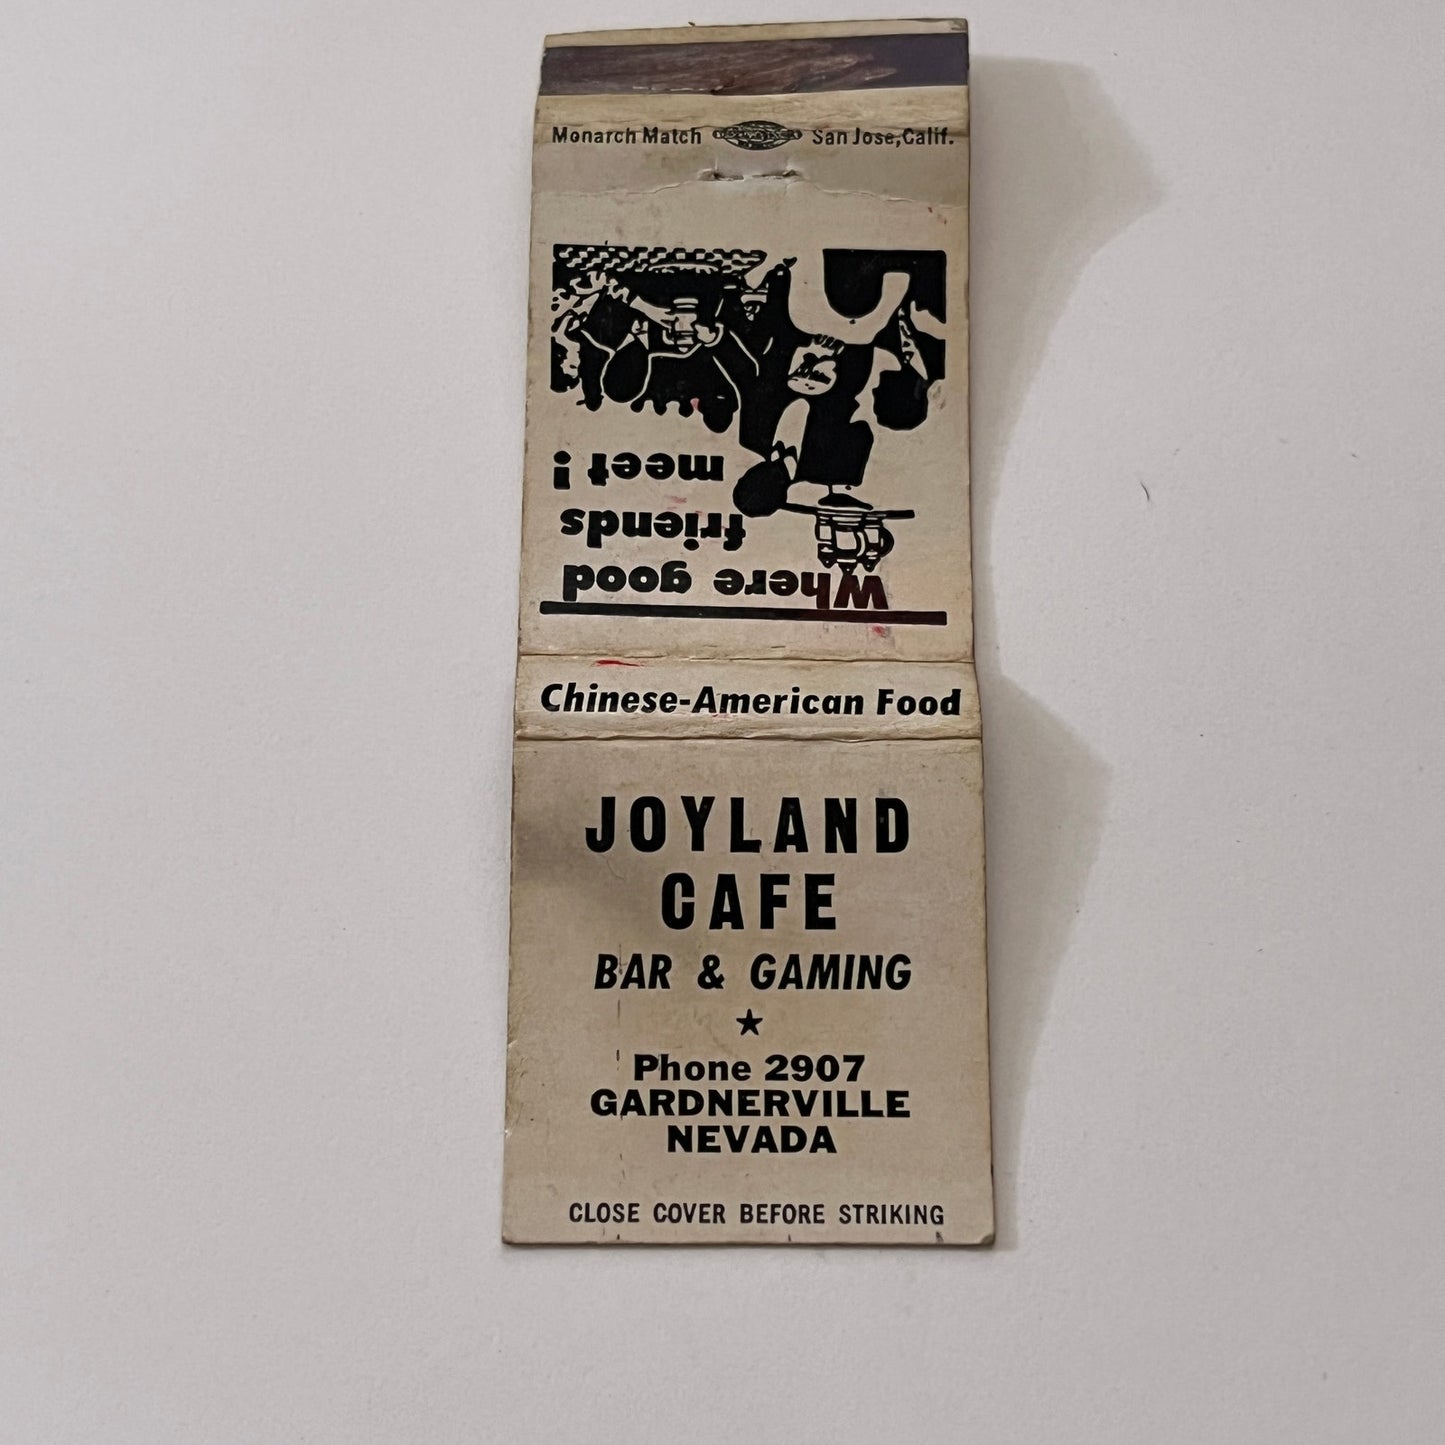 Monarch Match San Jose, Calif.
Where good
friends
meet!
Chinese-American Food
JOYLAND
CAFE
BAR & GAMING
★
Phone 2907
GARDNERVILLE
NEVADA
CLOSE COVER BEFORE STRIKING